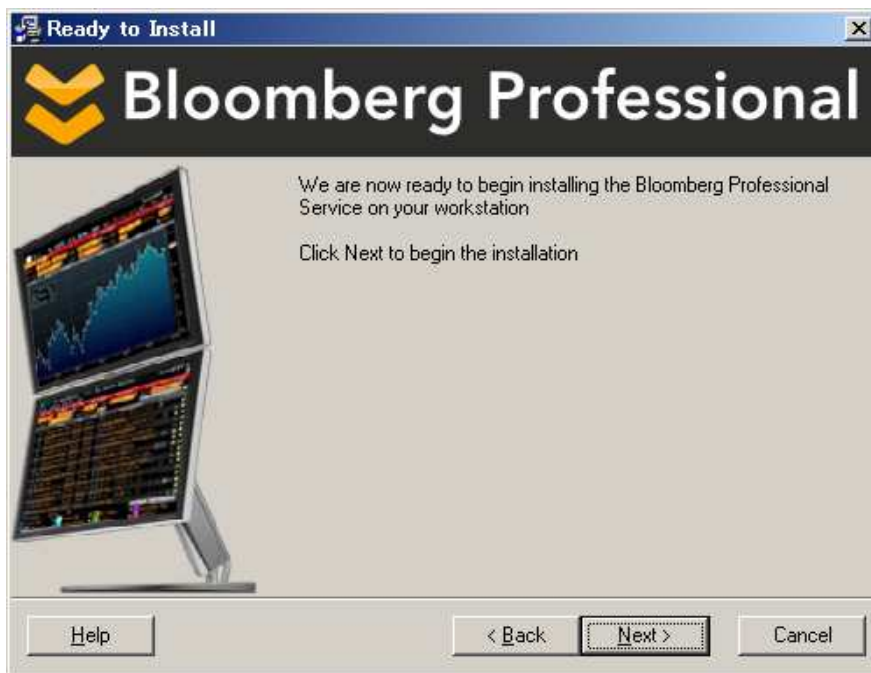 Ready to Install
Bloomberg Professional
We are now ready to begin installing the Bloomberg Professional
Service on your workstation
Click Next to begin the installation
Help
< Back
Next >
Cancel